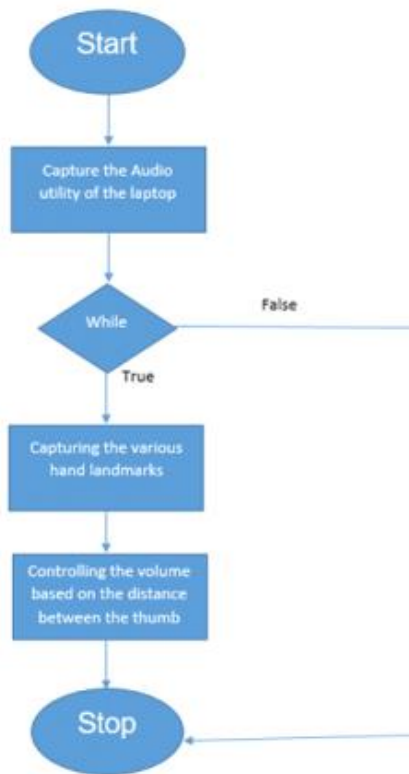 Start
Capture the Audio
utility of the laptop
While
False
True
Capturing the various
hand landmarks
Controlling the volume
based on the distance
between the thumb
Stop